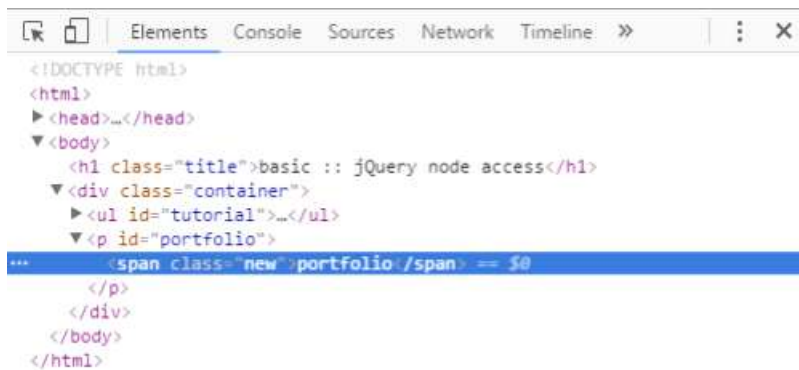 Elements Console Sources Network Timeline »
<!DOCTYPE html>
<html>
<head>…</head>
<body>
<h1 class="title">basic :: jQuery node access</h1>
<div class="container">
<ul id="tutorial">…</ul>
<p id="portfolio">
<span class="new">portfolio</span> == $0
</p>
</div>
</body>
</html>